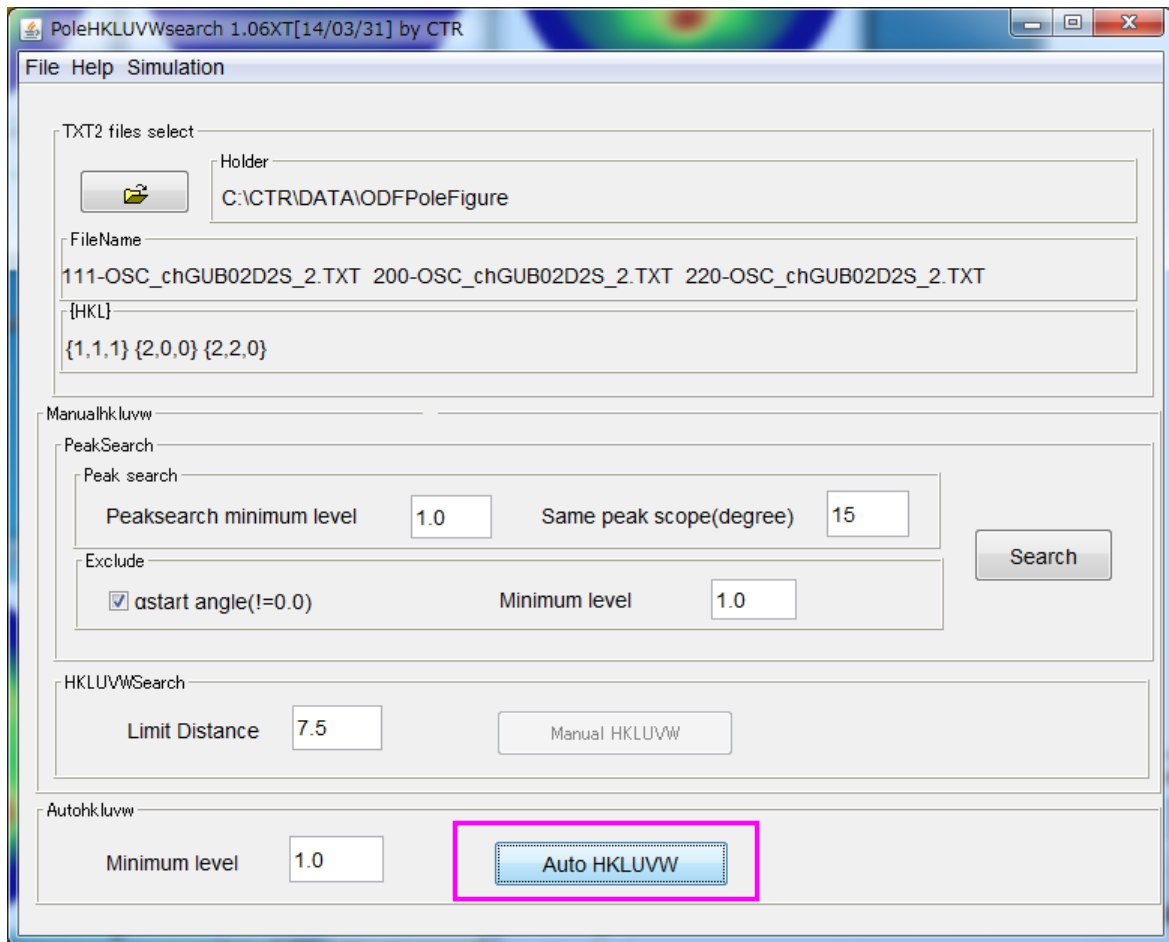 PoleHKLUVWsearch 1.06XT[14/03/31] by CTR
File Help Simulation
TXT2 files select
Holder
C:\CTR\DATA\ODFPoleFigure
FileName
111-OSC_chGUB02D2S_2.TXT 200-OSC_chGUB02D2S_2.TXT 220-OSC_chGUB02D2S_2.TXT
{HKL}
{1,1,1} {2,0,0} {2,2,0}
Manualhkluvw
PeakSearch
Peak search
Peaksearch minimum level 1.0 Same peak scope(degree) 15
Search
Exclude
αstart angle(!=0.0) Minimum level 1.0
HKLUVWSearch
Limit Distance 7.5 Manual HKLUVW
Autohkluvw
Minimum level 1.0 Auto HKLUVW